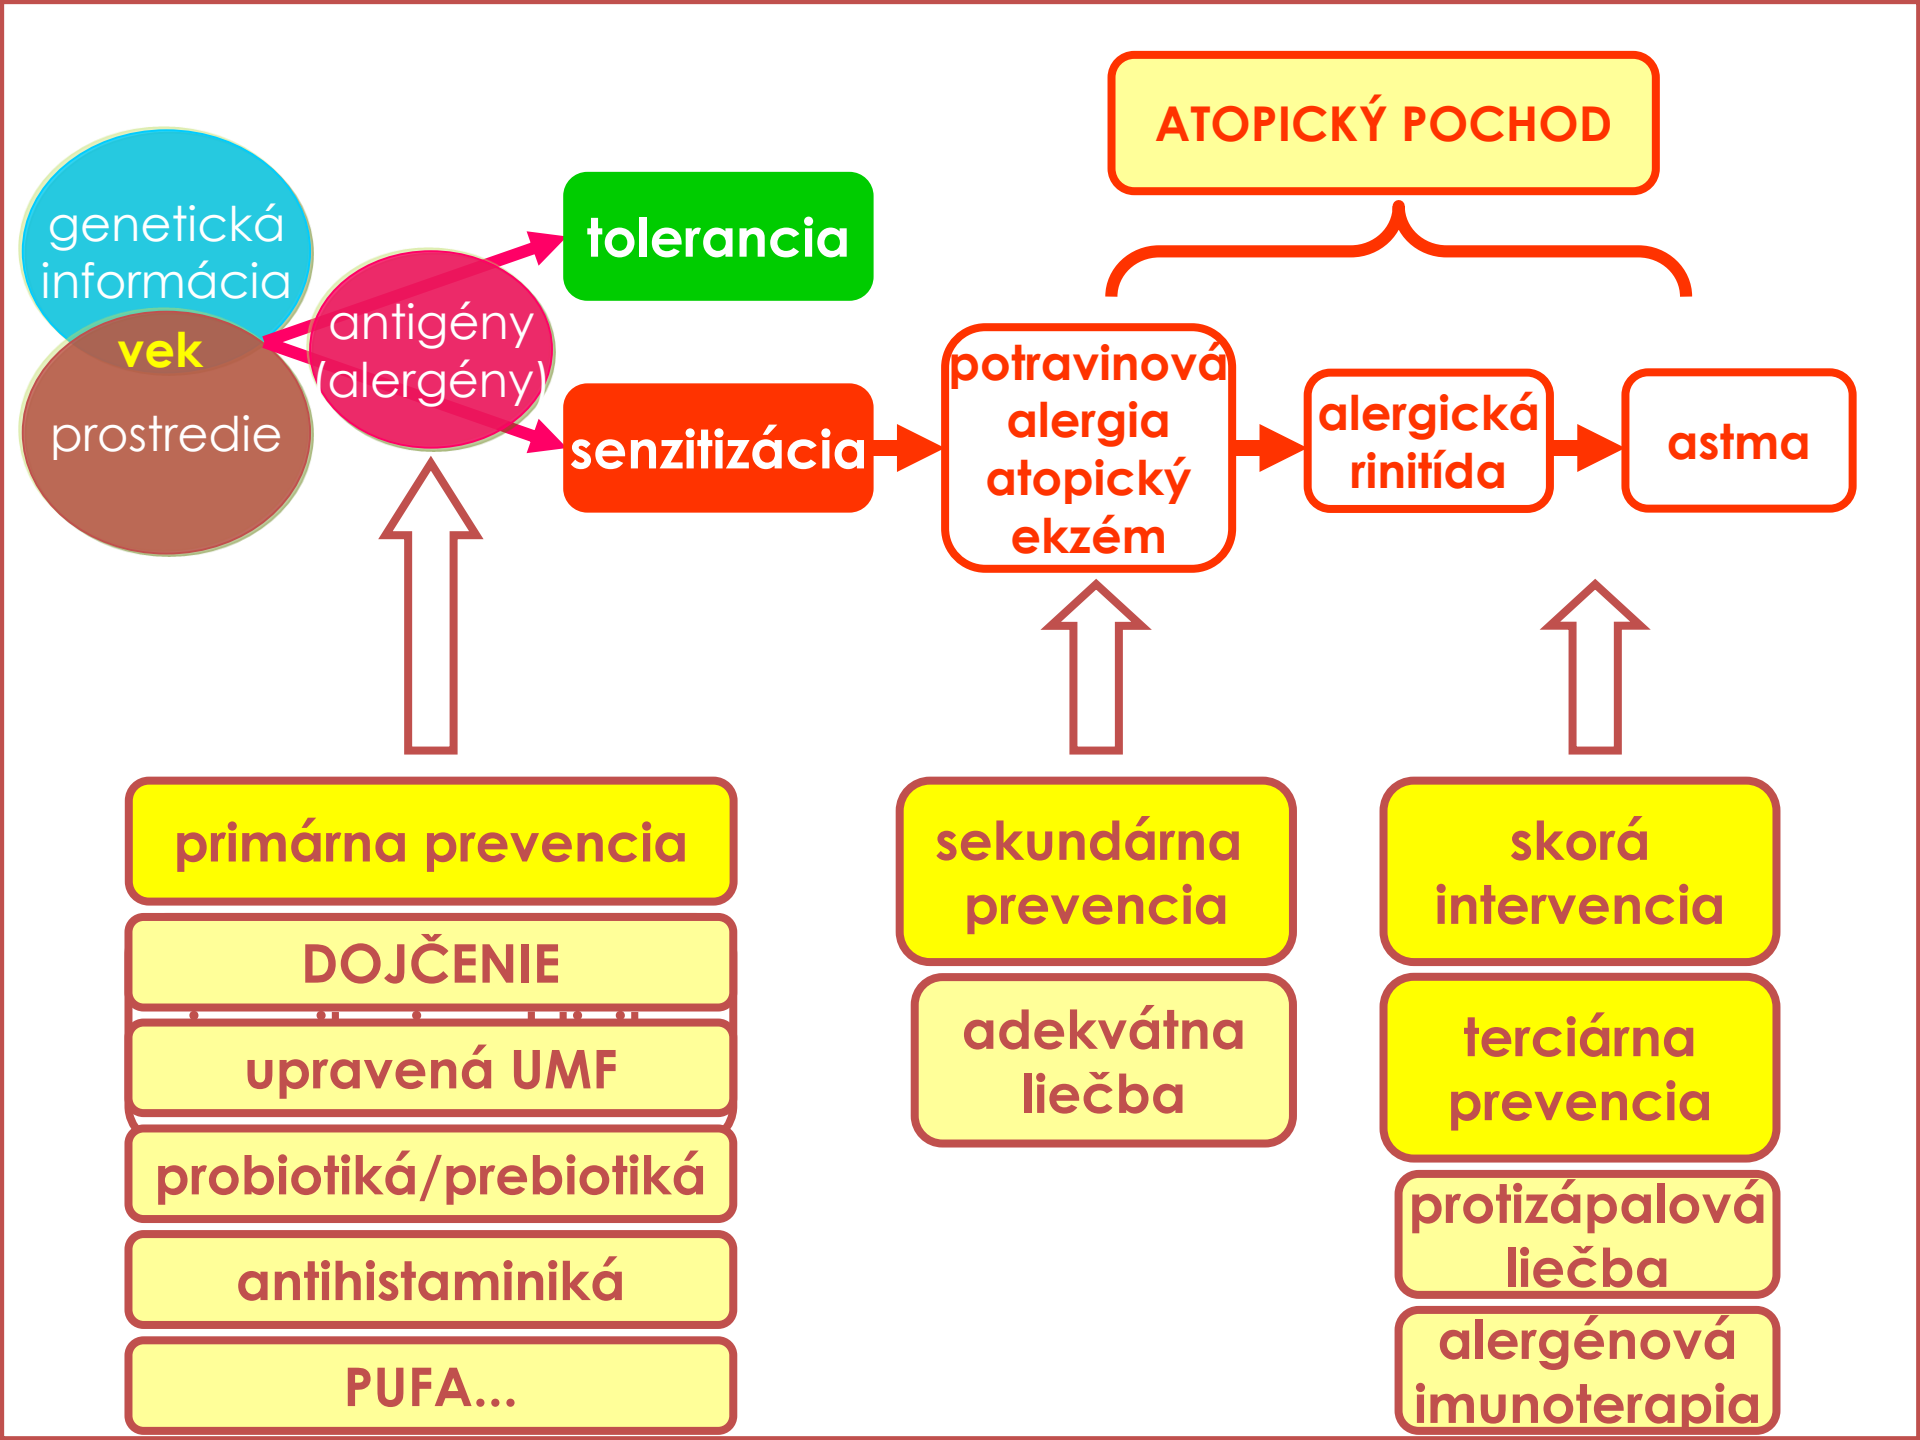 ATOPICKÝ POCHOD
genetická
informácia
vek
prostredie
antigény
(alergény)
tolerancia
senzitizácia
potravinová
alergia
atopický
ekzém
alergická
rinitída
astma
primárna prevencia
DOJČENIE
upravená UMF
probiotiká/prebiotiká
antihistaminiká
PUFA...
sekundárna
prevencia
adekvátna
liečba
skorá
intervencia
terciárna
prevencia
protizápalová
liečba
alergénová
imunoterapia